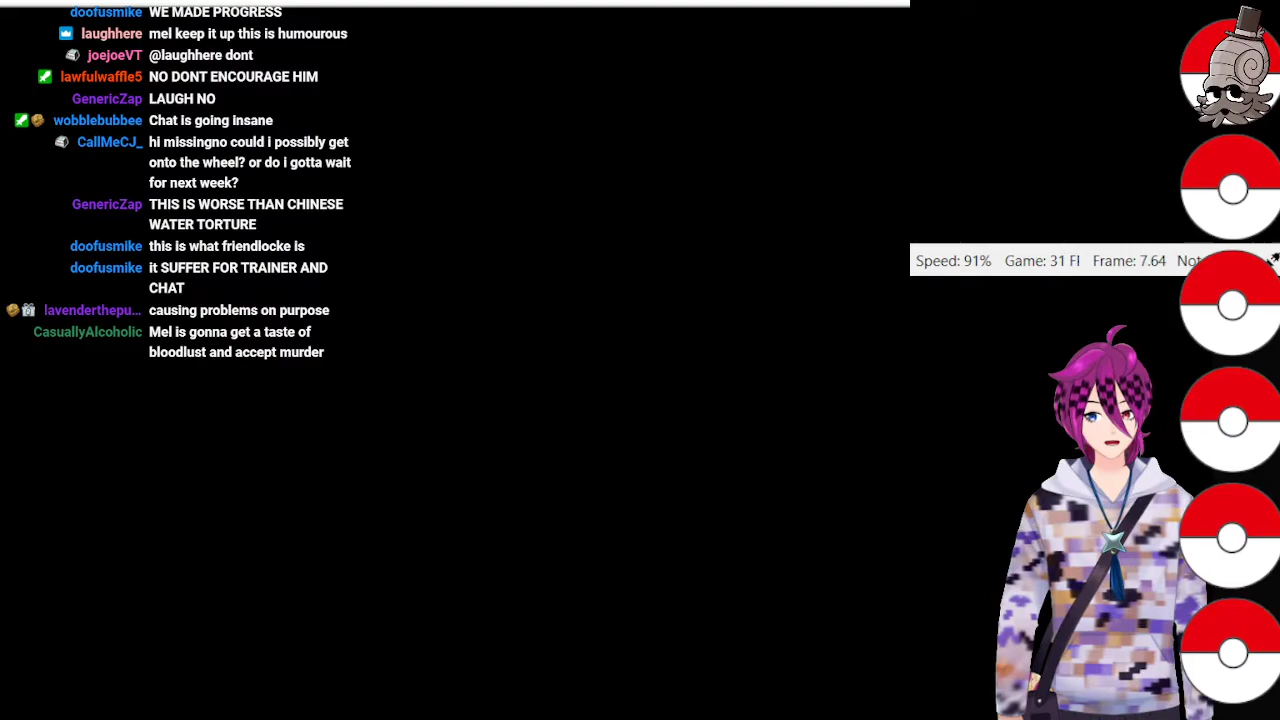 doofusmike WE MADE PROGRESS
laughhere mel keep it up this is humourous
joejoeVT @laughhere dont
lawfulwaffle5 NO DONT ENCOURAGE HIM
GenericZap LAUGH NO
wobblebubbee Chat is going insane
CallMeCJ_ hi missingno could i possibly get
onto the wheel? or do i gotta wait
for next week?
GenericZap THIS IS WORSE THAN CHINESE
WATER TORTURE
doofusmike this is what friendlocke is
doofusmike it SUFFER FOR TRAINER AND
CHAT
lavenderthepu... causing problems on purpose
CasuallyAlcoholic Mel is gonna get a taste of
bloodlust and accept murder
Speed: 91% Game: 31 FI Frame: 7.64 Not